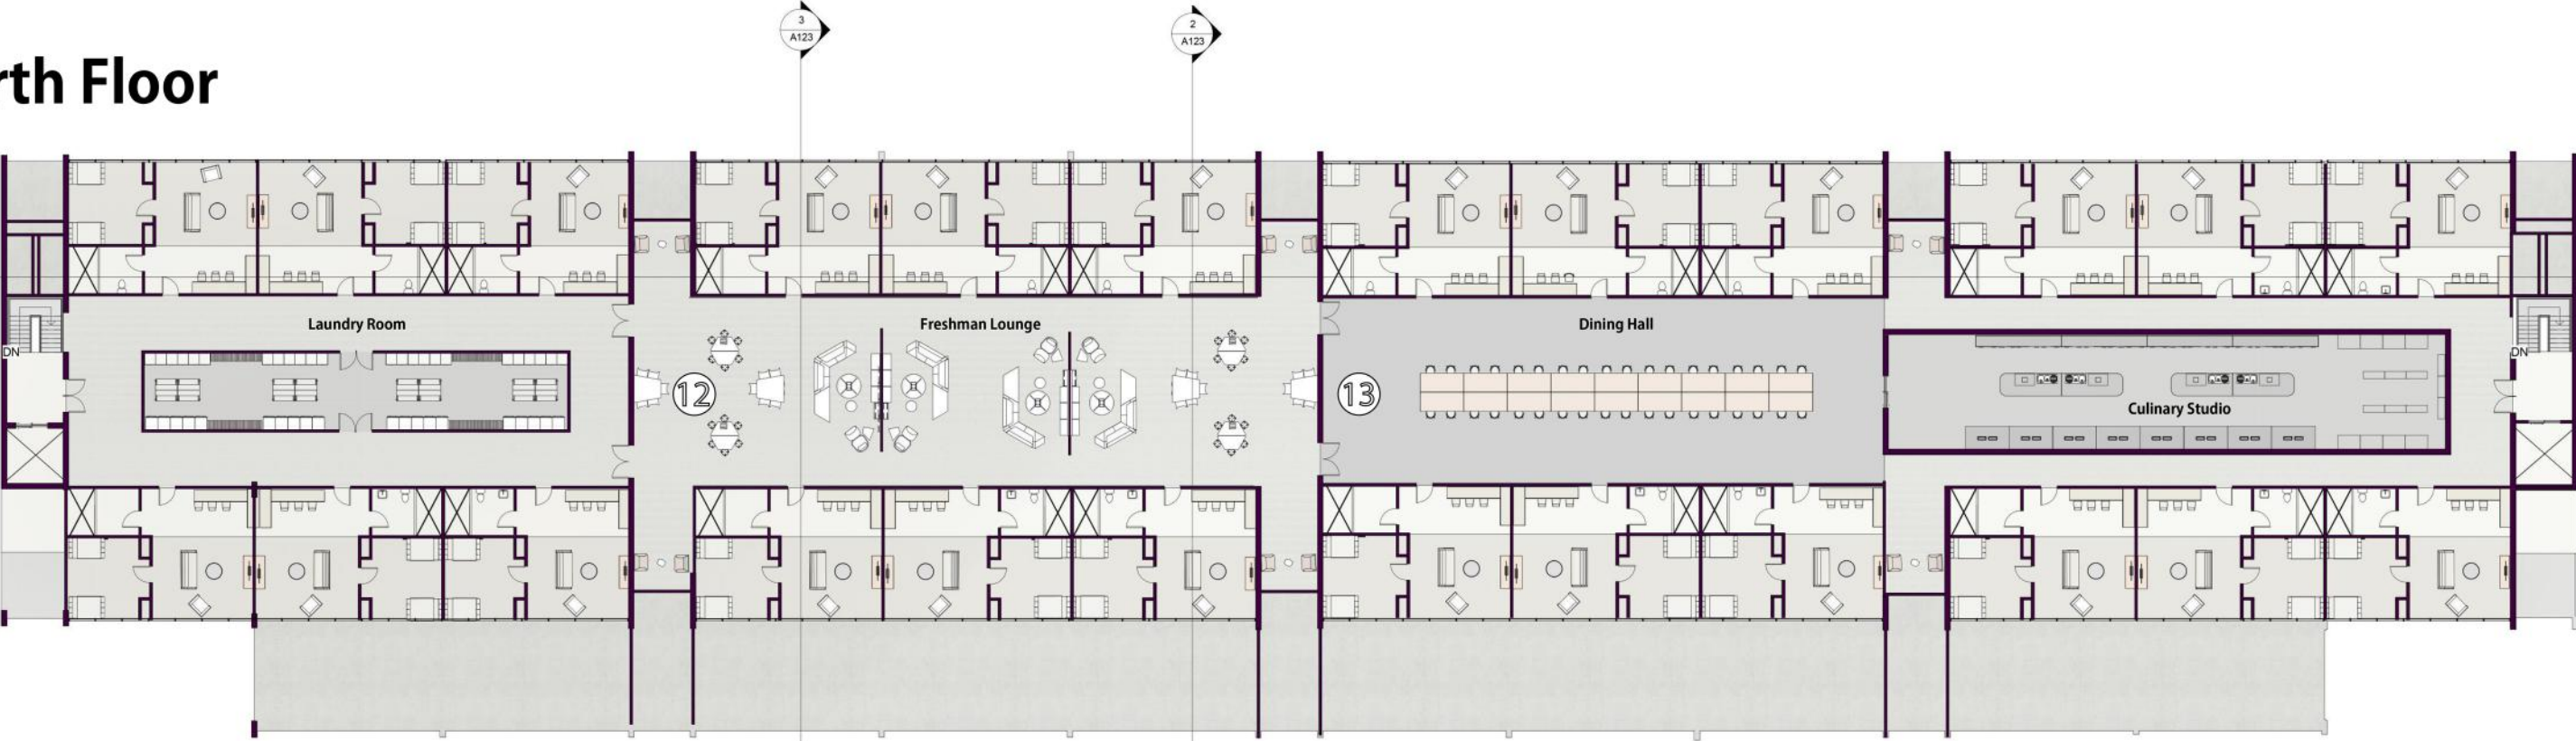 3
A123
2
A123
rth Floor
Laundry Room
Freshman Lounge
Dining Hall
DN
DN
12
13
Culinary Studio